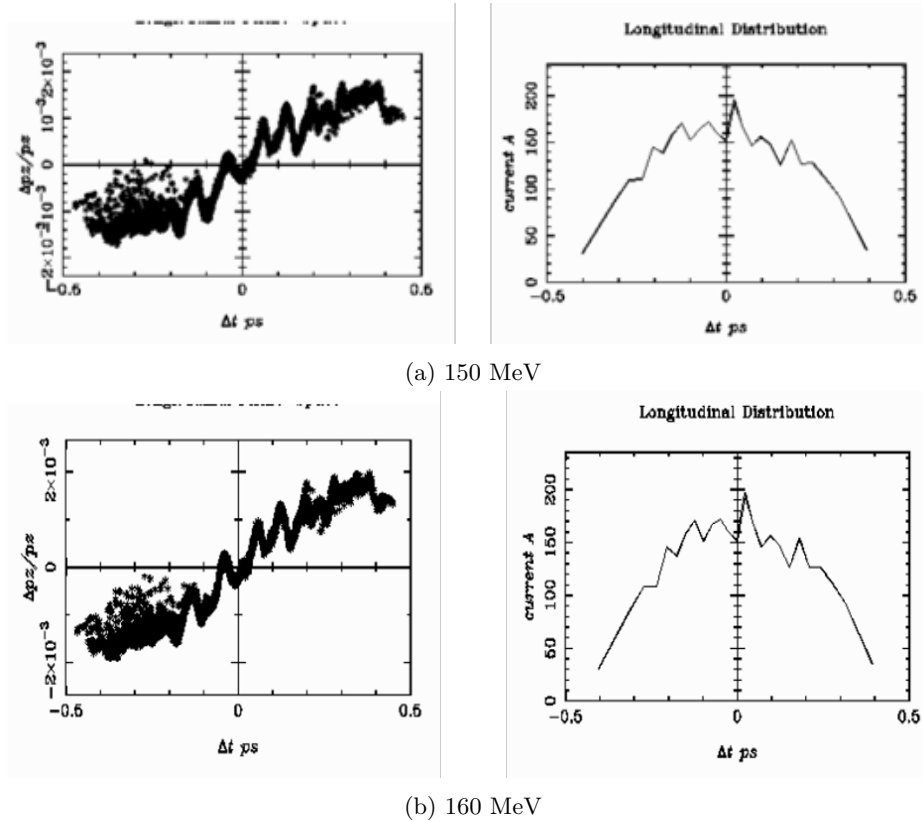 Longitudinal Distribution
Δpz/pz
-2×10⁻³ -10⁻³ 0 10⁻³ 2×10⁻³
-0.5 0 0.5
Δt ps
current A
0 50 100 150 200
-0.5 0 0.5
Δt ps
(a) 150 MeV
Longitudinal Distribution
Δpz/pz
-2×10⁻³ 0 2×10⁻³
-0.5 0 0.5
Δt ps
current A
0 50 100 150 200
-0.5 0 0.5
Δt ps
(b) 160 MeV